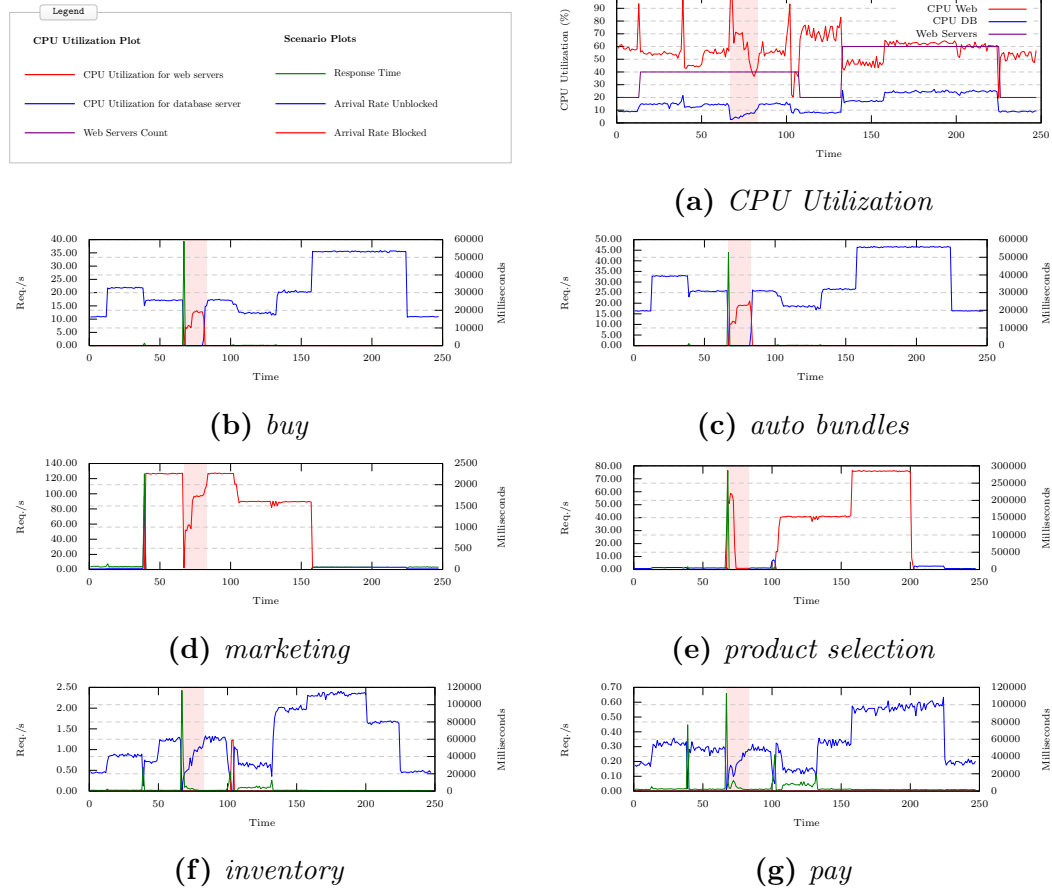 Legend
CPU Utilization Plot
Scenario Plots
CPU Utilization for web servers
Response Time
CPU Utilization for database server
Arrival Rate Unblocked
Web Servers Count
Arrival Rate Blocked
CPU Utilization (%)
90
80
70
60
50
40
30
20
10
0
CPU Web
CPU DB
Web Servers
0 50 100 150 200 250
Time
(a) CPU Utilization
Req./s
40.00
35.00
30.00
25.00
20.00
15.00
10.00
5.00
0.00
60000
50000
40000
30000
20000
10000
0
Milliseconds
0 50 100 150 200 250
Time
(b) buy
Req./s
50.00
45.00
40.00
35.00
30.00
25.00
20.00
15.00
10.00
5.00
0.00
60000
50000
40000
30000
20000
10000
0
Milliseconds
0 50 100 150 200 250
Time
(c) auto bundles
Req./s
140.00
120.00
100.00
80.00
60.00
40.00
20.00
0.00
2500
2000
1500
1000
500
0
Milliseconds
0 50 100 150 200 250
Time
(d) marketing
Req./s
80.00
70.00
60.00
50.00
40.00
30.00
20.00
10.00
0.00
300000
250000
200000
150000
100000
50000
0
Milliseconds
0 50 100 150 200 250
Time
(e) product selection
Req./s
2.50
2.00
1.50
1.00
0.50
0.00
120000
100000
80000
60000
40000
20000
0
Milliseconds
0 50 100 150 200 250
Time
(f) inventory
Req./s
0.70
0.60
0.50
0.40
0.30
0.20
0.10
0.00
120000
100000
80000
60000
40000
20000
0
Milliseconds
0 50 100 150 200 250
Time
(g) pay